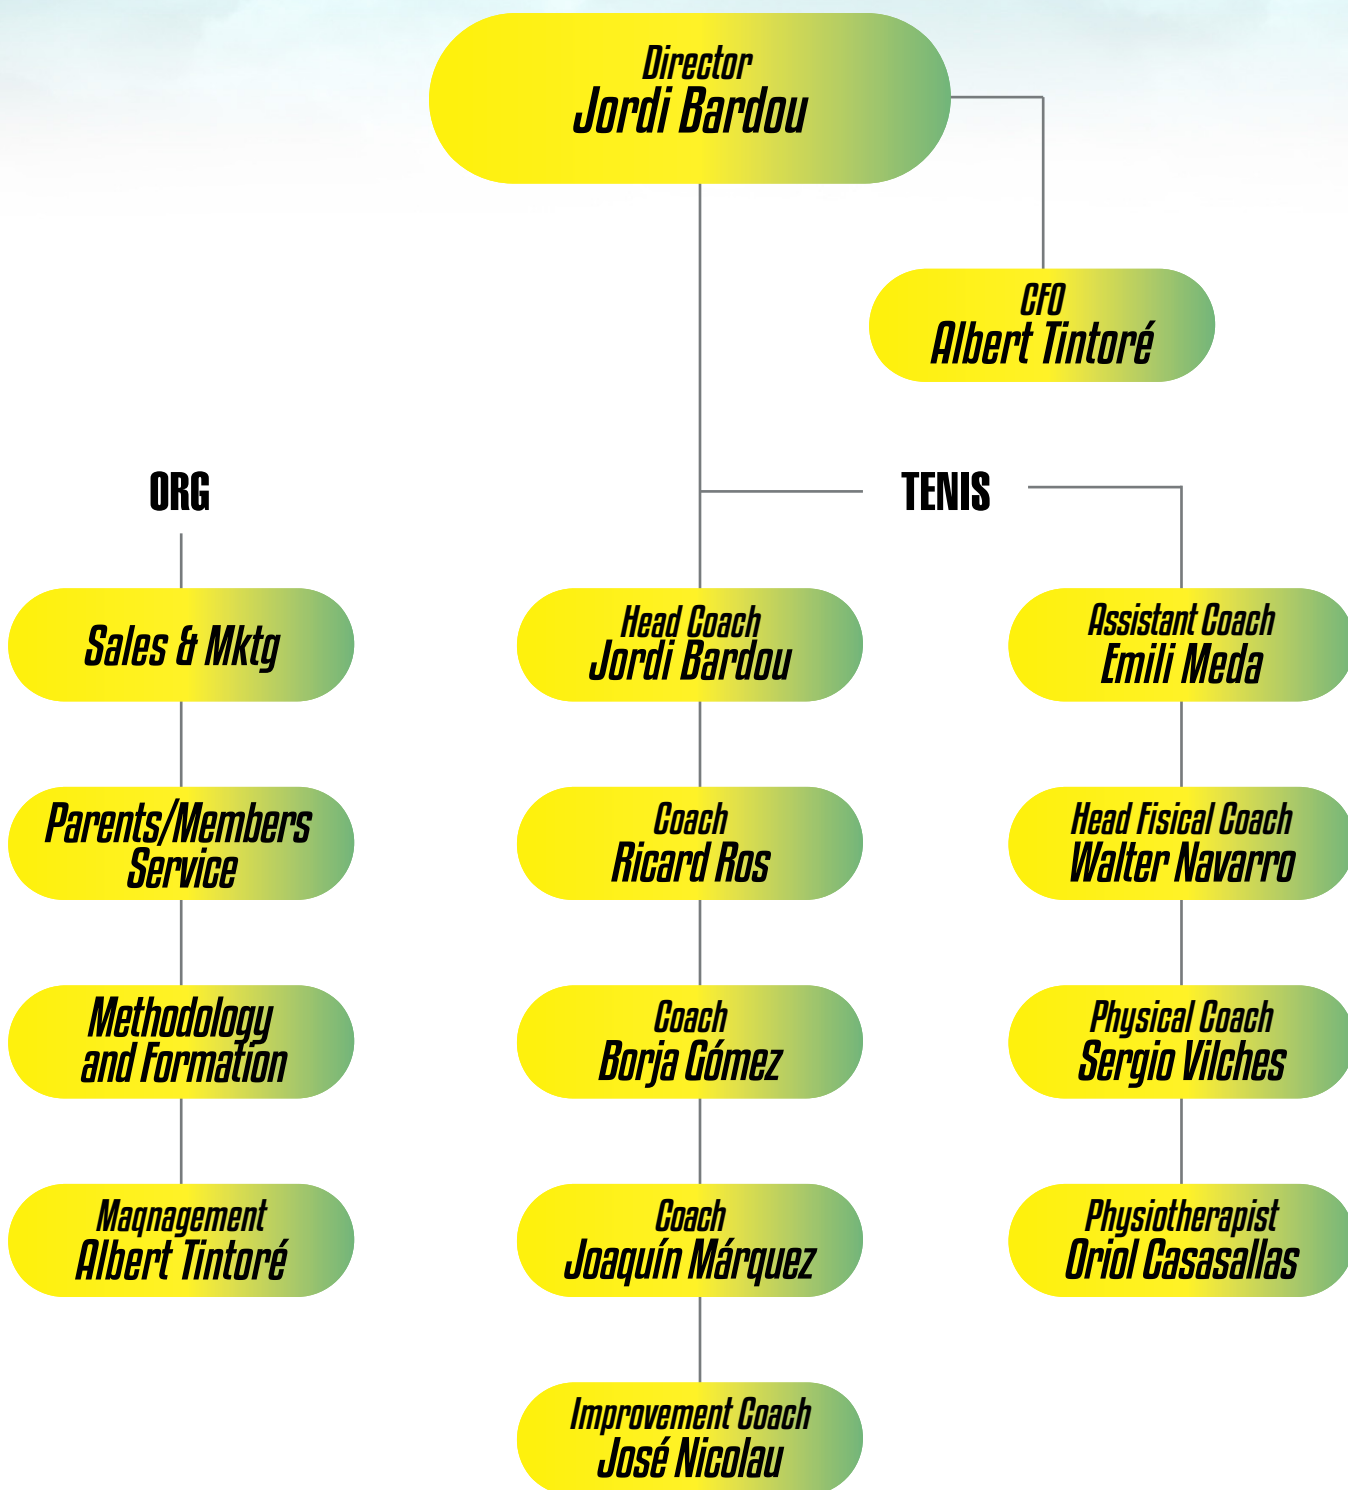 Director
Jordi Bardou
CFO
Albert Tintoré
ORG
TENIS
Sales & Mktg
Parents/Members
Service
Methodology
and Formation
Maqnagement
Albert Tintoré
Head Coach
Jordi Bardou
Coach
Ricard Ros
Coach
Borja Gómez
Coach
Joaquín Márquez
Improvement Coach
José Nicolau
Assistant Coach
Emili Meda
Head Fisical Coach
Walter Navarro
Physical Coach
Sergio Vilches
Physiotherapist
Oriol Casasallas